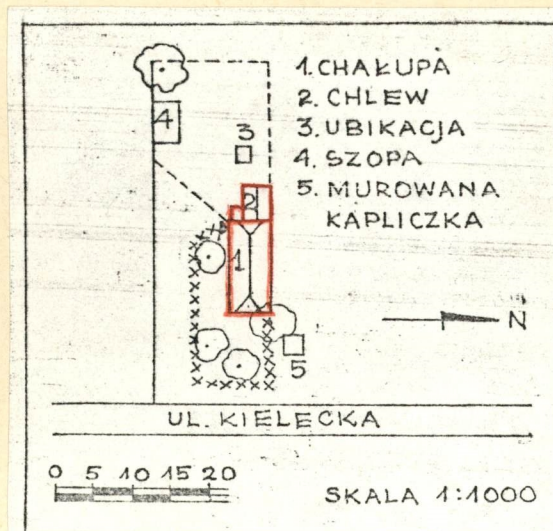 1. CHAŁUPA
2. CHLEW
3. UBIKACJA
4. SZOPA
5. MUROWANA
KAPLICZKA
4
3
2
1
N
5
UL. KIELECKA
0 5 10 15 20
SKALA 1:1000